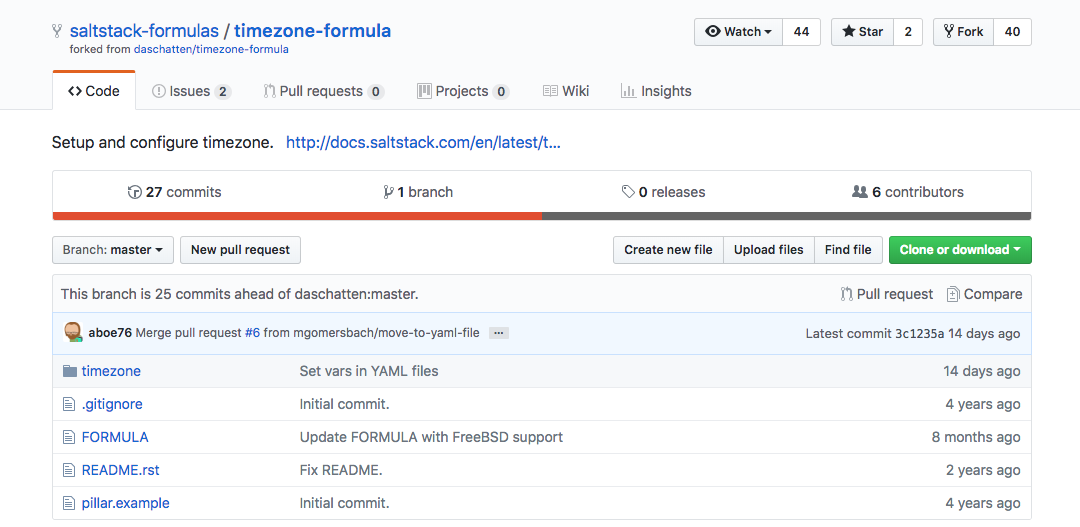 saltstack-formulas / timezone-formula
Watch 44 Star 2 Fork 40
forked from daschatten/timezone-formula
Code Issues 2 Pull requests 0 Projects 0 Wiki Insights
Setup and configure timezone. http://docs.saltstack.com/en/latest/t...
27 commits 1 branch 0 releases 6 contributors
Branch: master New pull request Create new file Upload files Find file Clone or download
This branch is 25 commits ahead of daschatten:master. Pull request Compare
aboe76 Merge pull request #6 from mgomersbach/move-to-yaml-file ... Latest commit 3c1235a 14 days ago
timezone Set vars in YAML files 14 days ago
.gitignore Initial commit. 4 years ago
FORMULA Update FORMULA with FreeBSD support 8 months ago
README.rst Fix README. 2 years ago
pillar.example Initial commit. 4 years ago